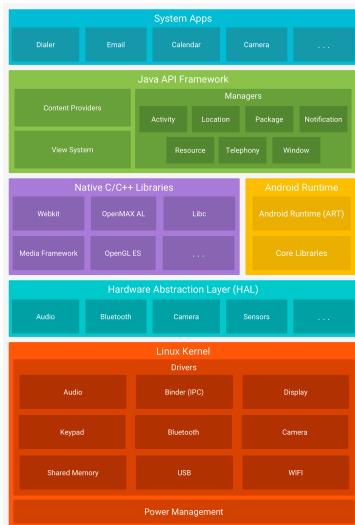 System Apps
Dialer
Email
Calendar
Camera
. . .
Java API Framework
Content Providers
View System
Managers
Activity
Location
Package
Notification
Resource
Telephony
Window
Native C/C++ Libraries
Webkit
OpenMAX AL
Libc
Media Framework
OpenGL ES
. . .
Android Runtime
Android Runtime (ART)
Core Libraries
Hardware Abstraction Layer (HAL)
Audio
Bluetooth
Camera
Sensors
. . .
Linux Kernel
Drivers
Audio
Binder (IPC)
Display
Keypad
Bluetooth
Camera
Shared Memory
USB
WIFI
Power Management